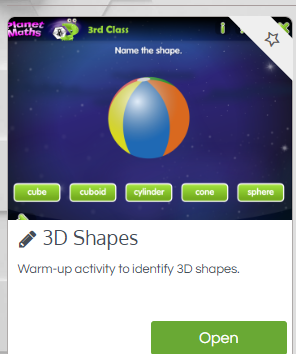 Planet
Maths
3rd Class
Name the shape.
cube
cuboid
cylinder
cone
sphere
3D Shapes
Warm-up activity to identify 3D shapes.
Open